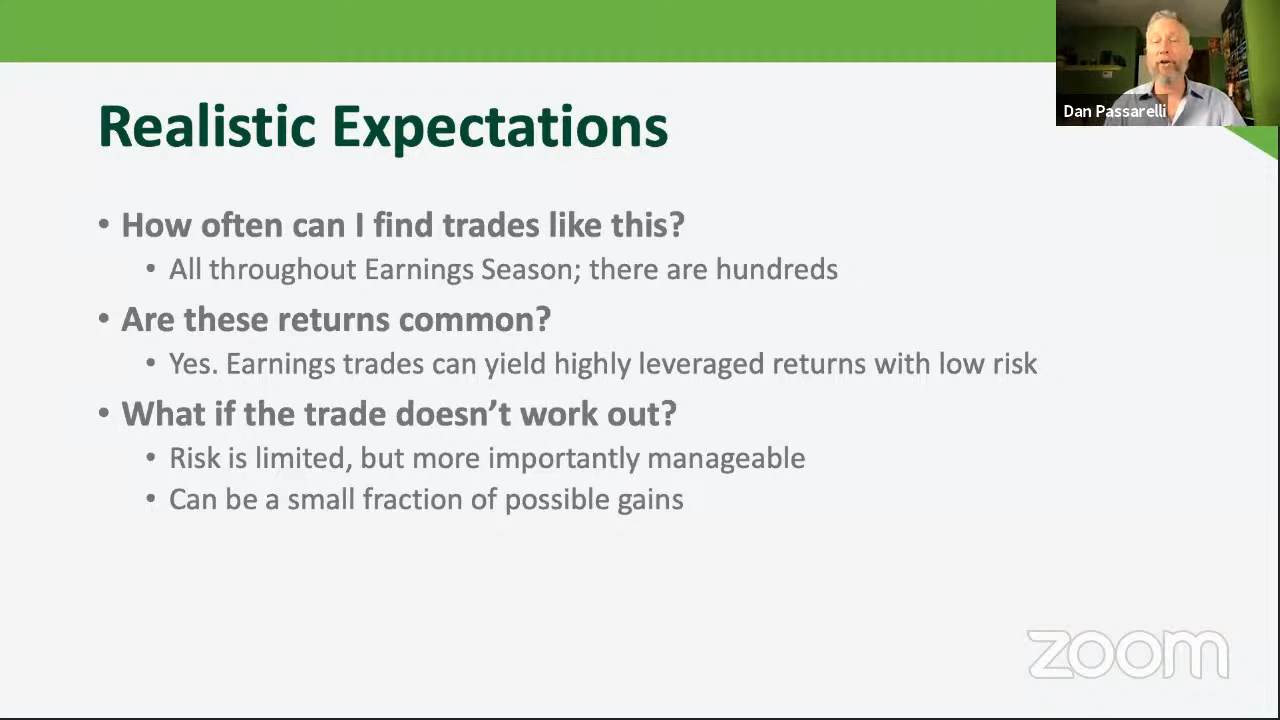 Dan Passarelli
Realistic Expectations
• How often can I find trades like this?
• All throughout Earnings Season; there are hundreds
• Are these returns common?
• Yes. Earnings trades can yield highly leveraged returns with low risk
• What if the trade doesn’t work out?
• Risk is limited, but more importantly manageable
• Can be a small fraction of possible gains
zoom